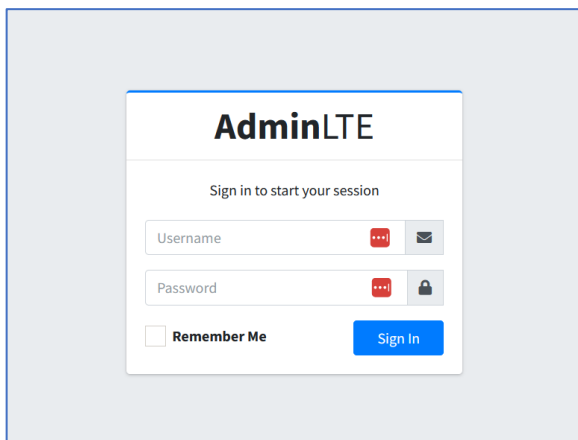 AdminLTE
Sign in to start your session
Username
Password
Remember Me
Sign In